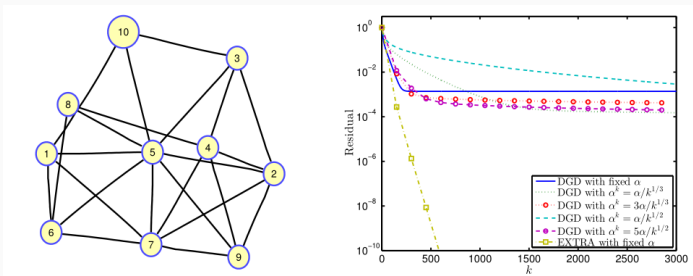 10
3
8
1
5
4
2
6
7
9
Residual
10^0
10^-2
10^-4
10^-6
10^-8
10^-10
0
500
1000
1500
2000
2500
3000
k
DGD with fixed α
DGD with α^k = α/k^{1/3}
DGD with α^k = 3α/k^{1/3}
DGD with α^k = α/k^{1/2}
DGD with α^k = 5α/k^{1/2}
EXTRA with fixed α